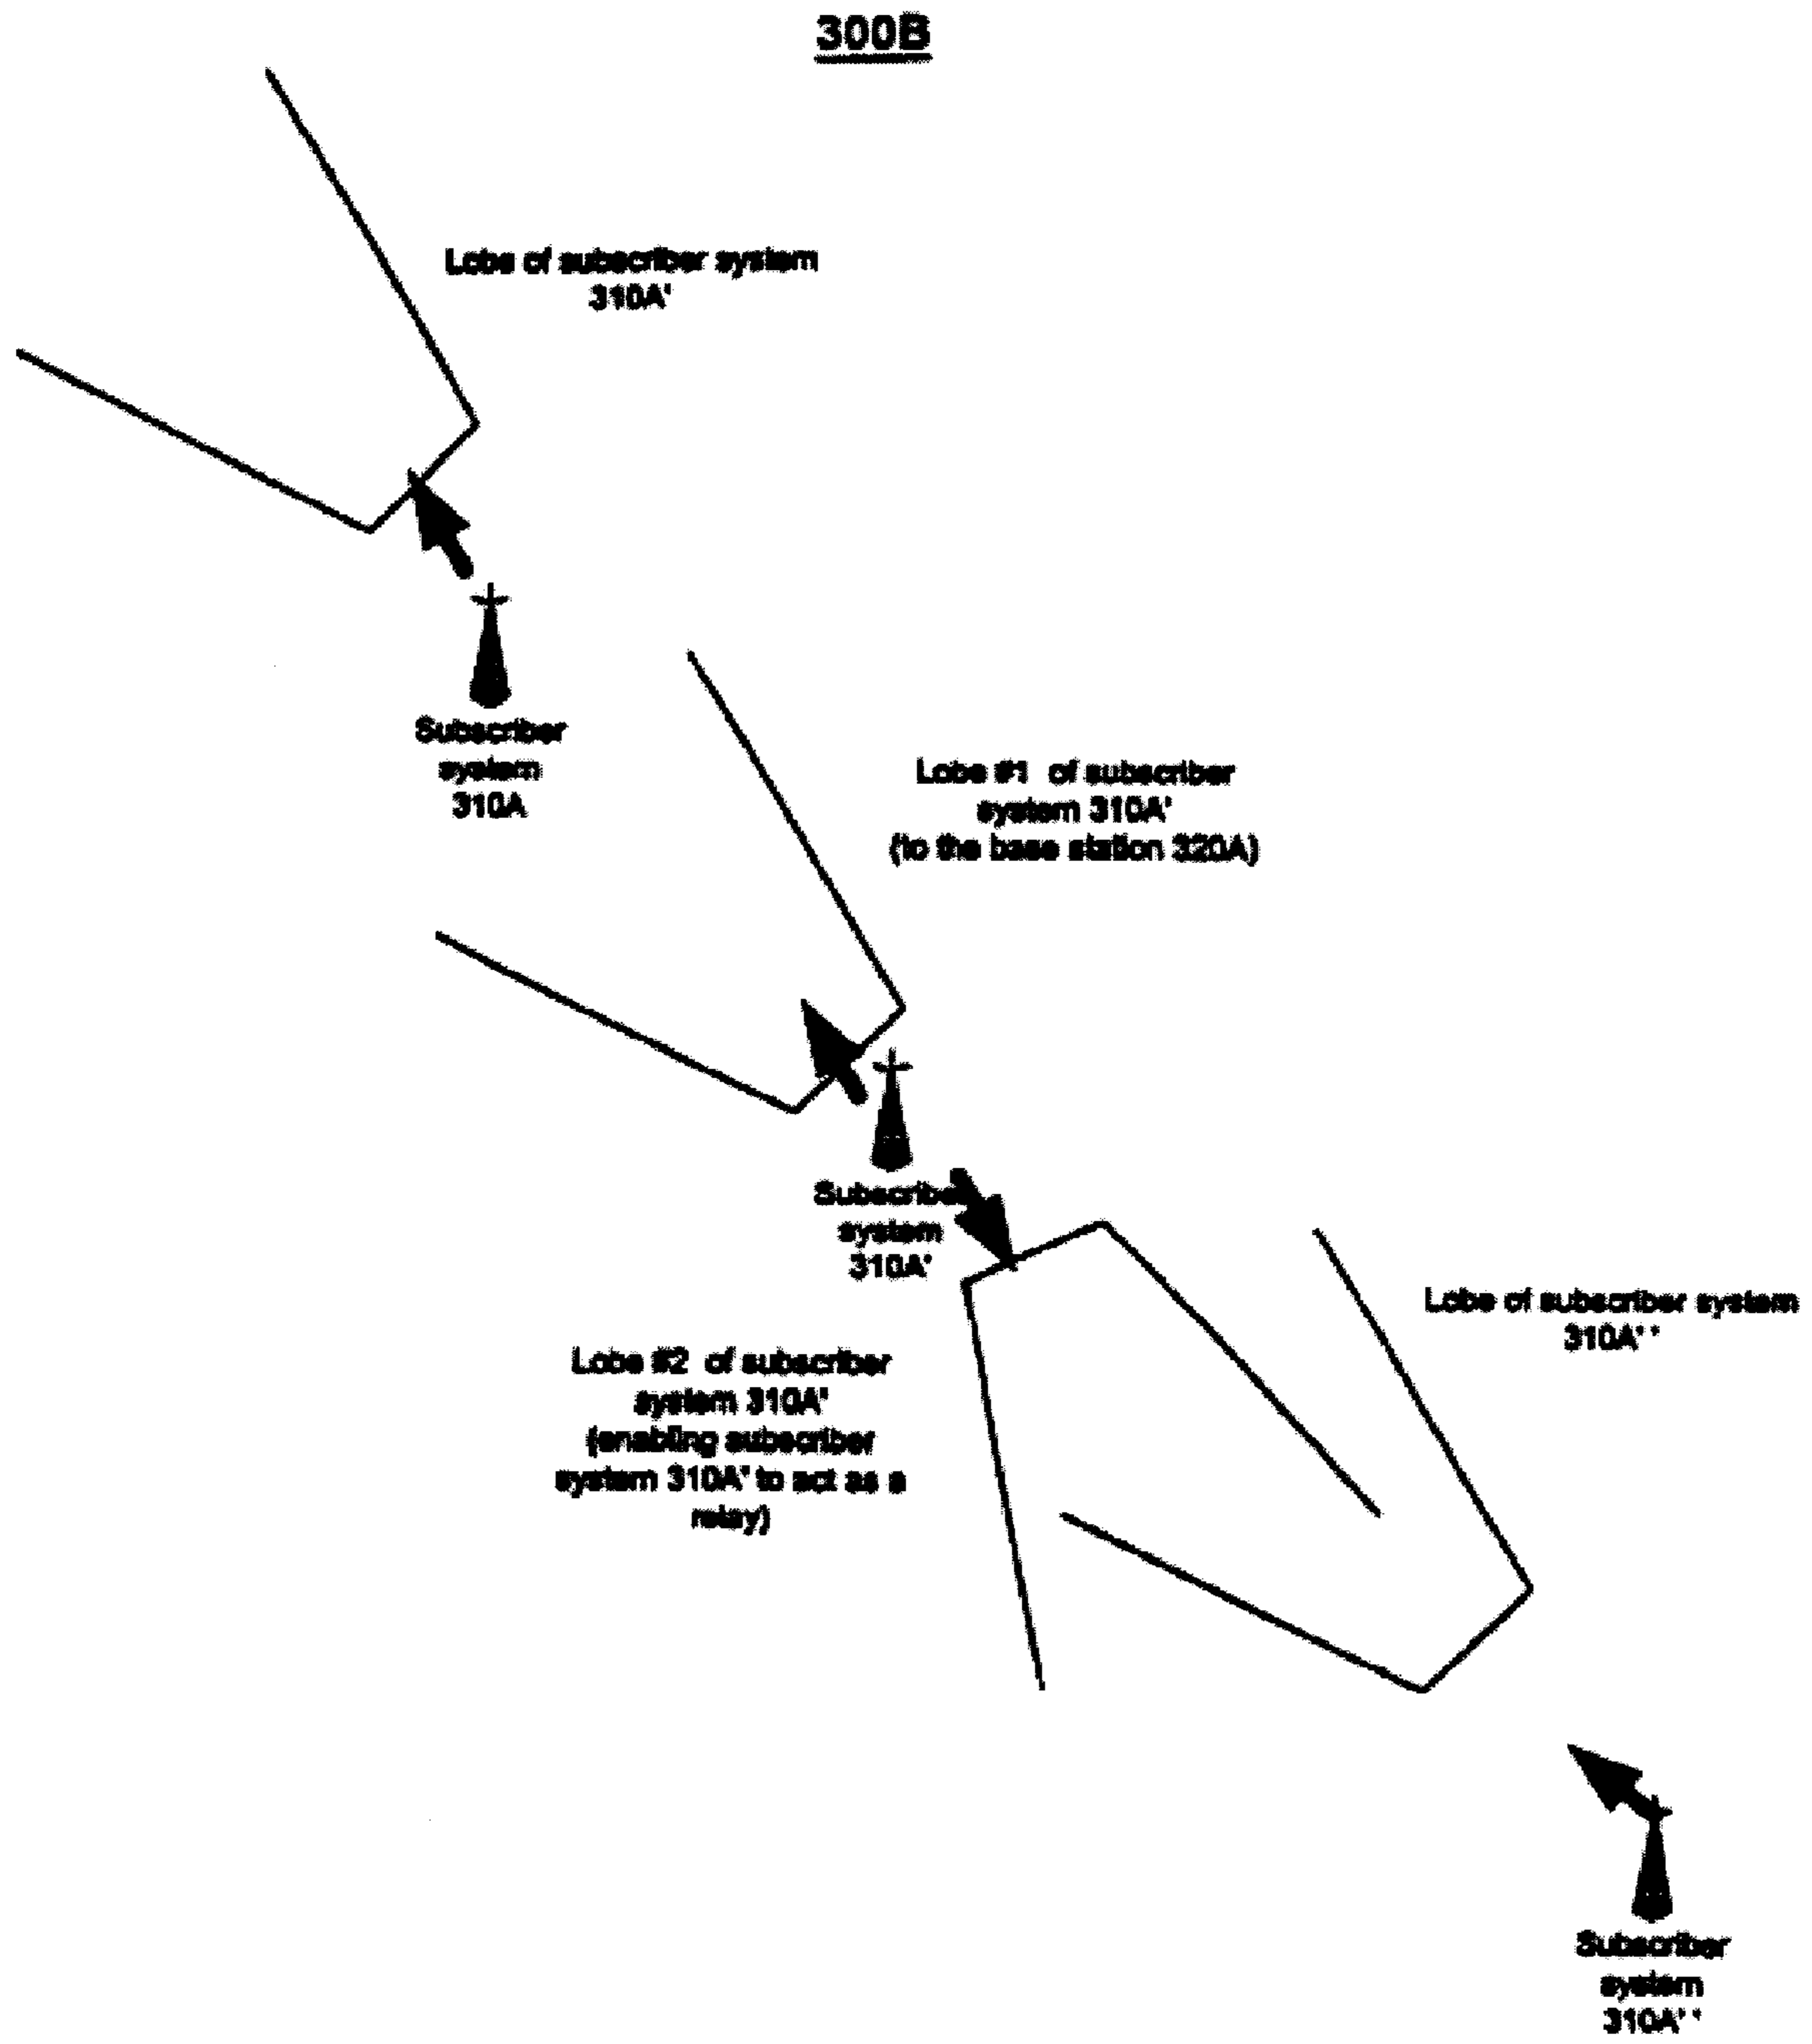 300B
Lobe of subscriber system
310A'
Subscriber
system
310A
Lobe #1 of subscriber
system 310A'
(to the base station 320A)
Subscriber
system
310A'
Lobe of subscriber system
310A''
Lobe #2 of subscriber
system 310A'
(enabling subscriber
system 310A' to act as a
relay)
Subscriber
system
310A''